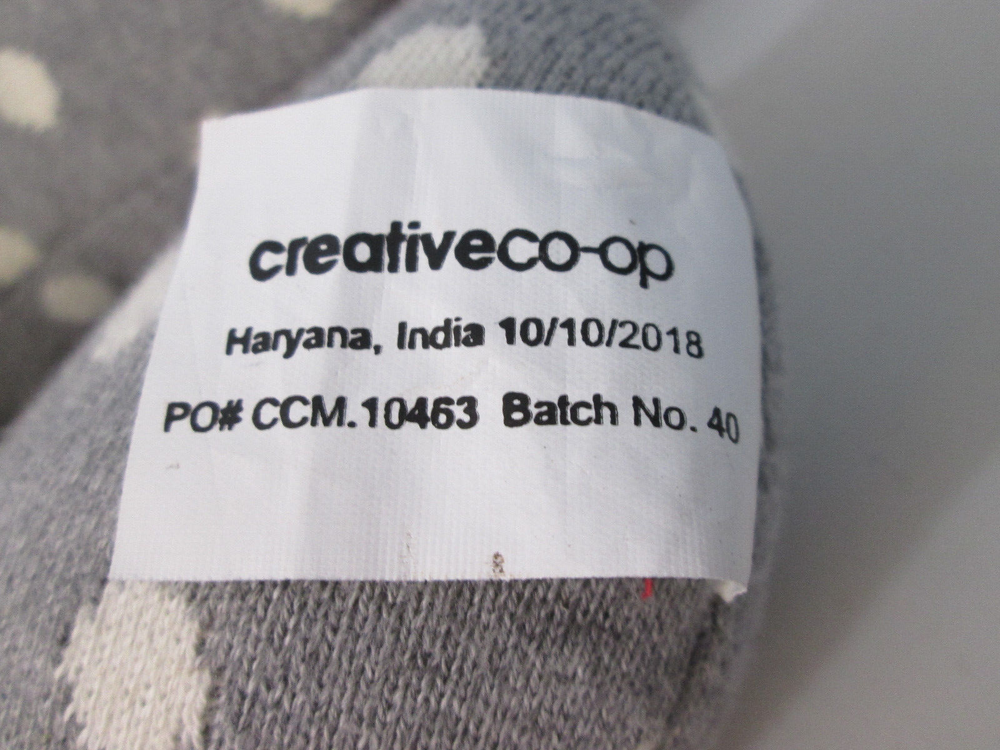 creativeco-op
Haryana, India 10/10/2018
PO# CCM.10463 Batch No. 40